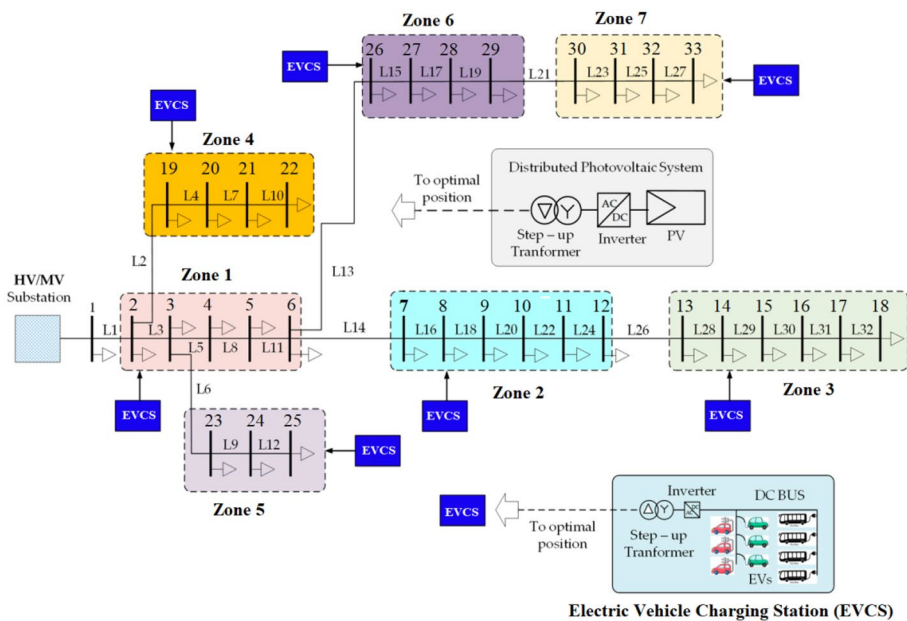 Zone 6
Zone 7
26 27 28 29
30 31 32 33
EVCS
L15 L17 L19
L21
L23 L25 L27
EVCS
EVCS
Zone 4
19 20 21 22
L4 L7 L10
Distributed Photovoltaic System
To optimal
position
AC
DC
Step – up
Tranformer
Inverter
PV
L2
L13
HV/MV
Substation
Zone 1
1
L1
2 3 4 5 6
L3 L5 L8 L11
L14
7 8 9 10 11 12
L16 L18 L20 L22 L24
L26
13 14 15 16 17 18
L28 L29 L30 L31 L32
Zone 2
Zone 3
EVCS
EVCS
EVCS
L6
23 24 25
L9 L12
EVCS
Zone 5
EVCS
To optimal
position
Inverter
DC BUS
AC
DC
Step – up
Tranformer
EVs
Electric Vehicle Charging Station (EVCS)